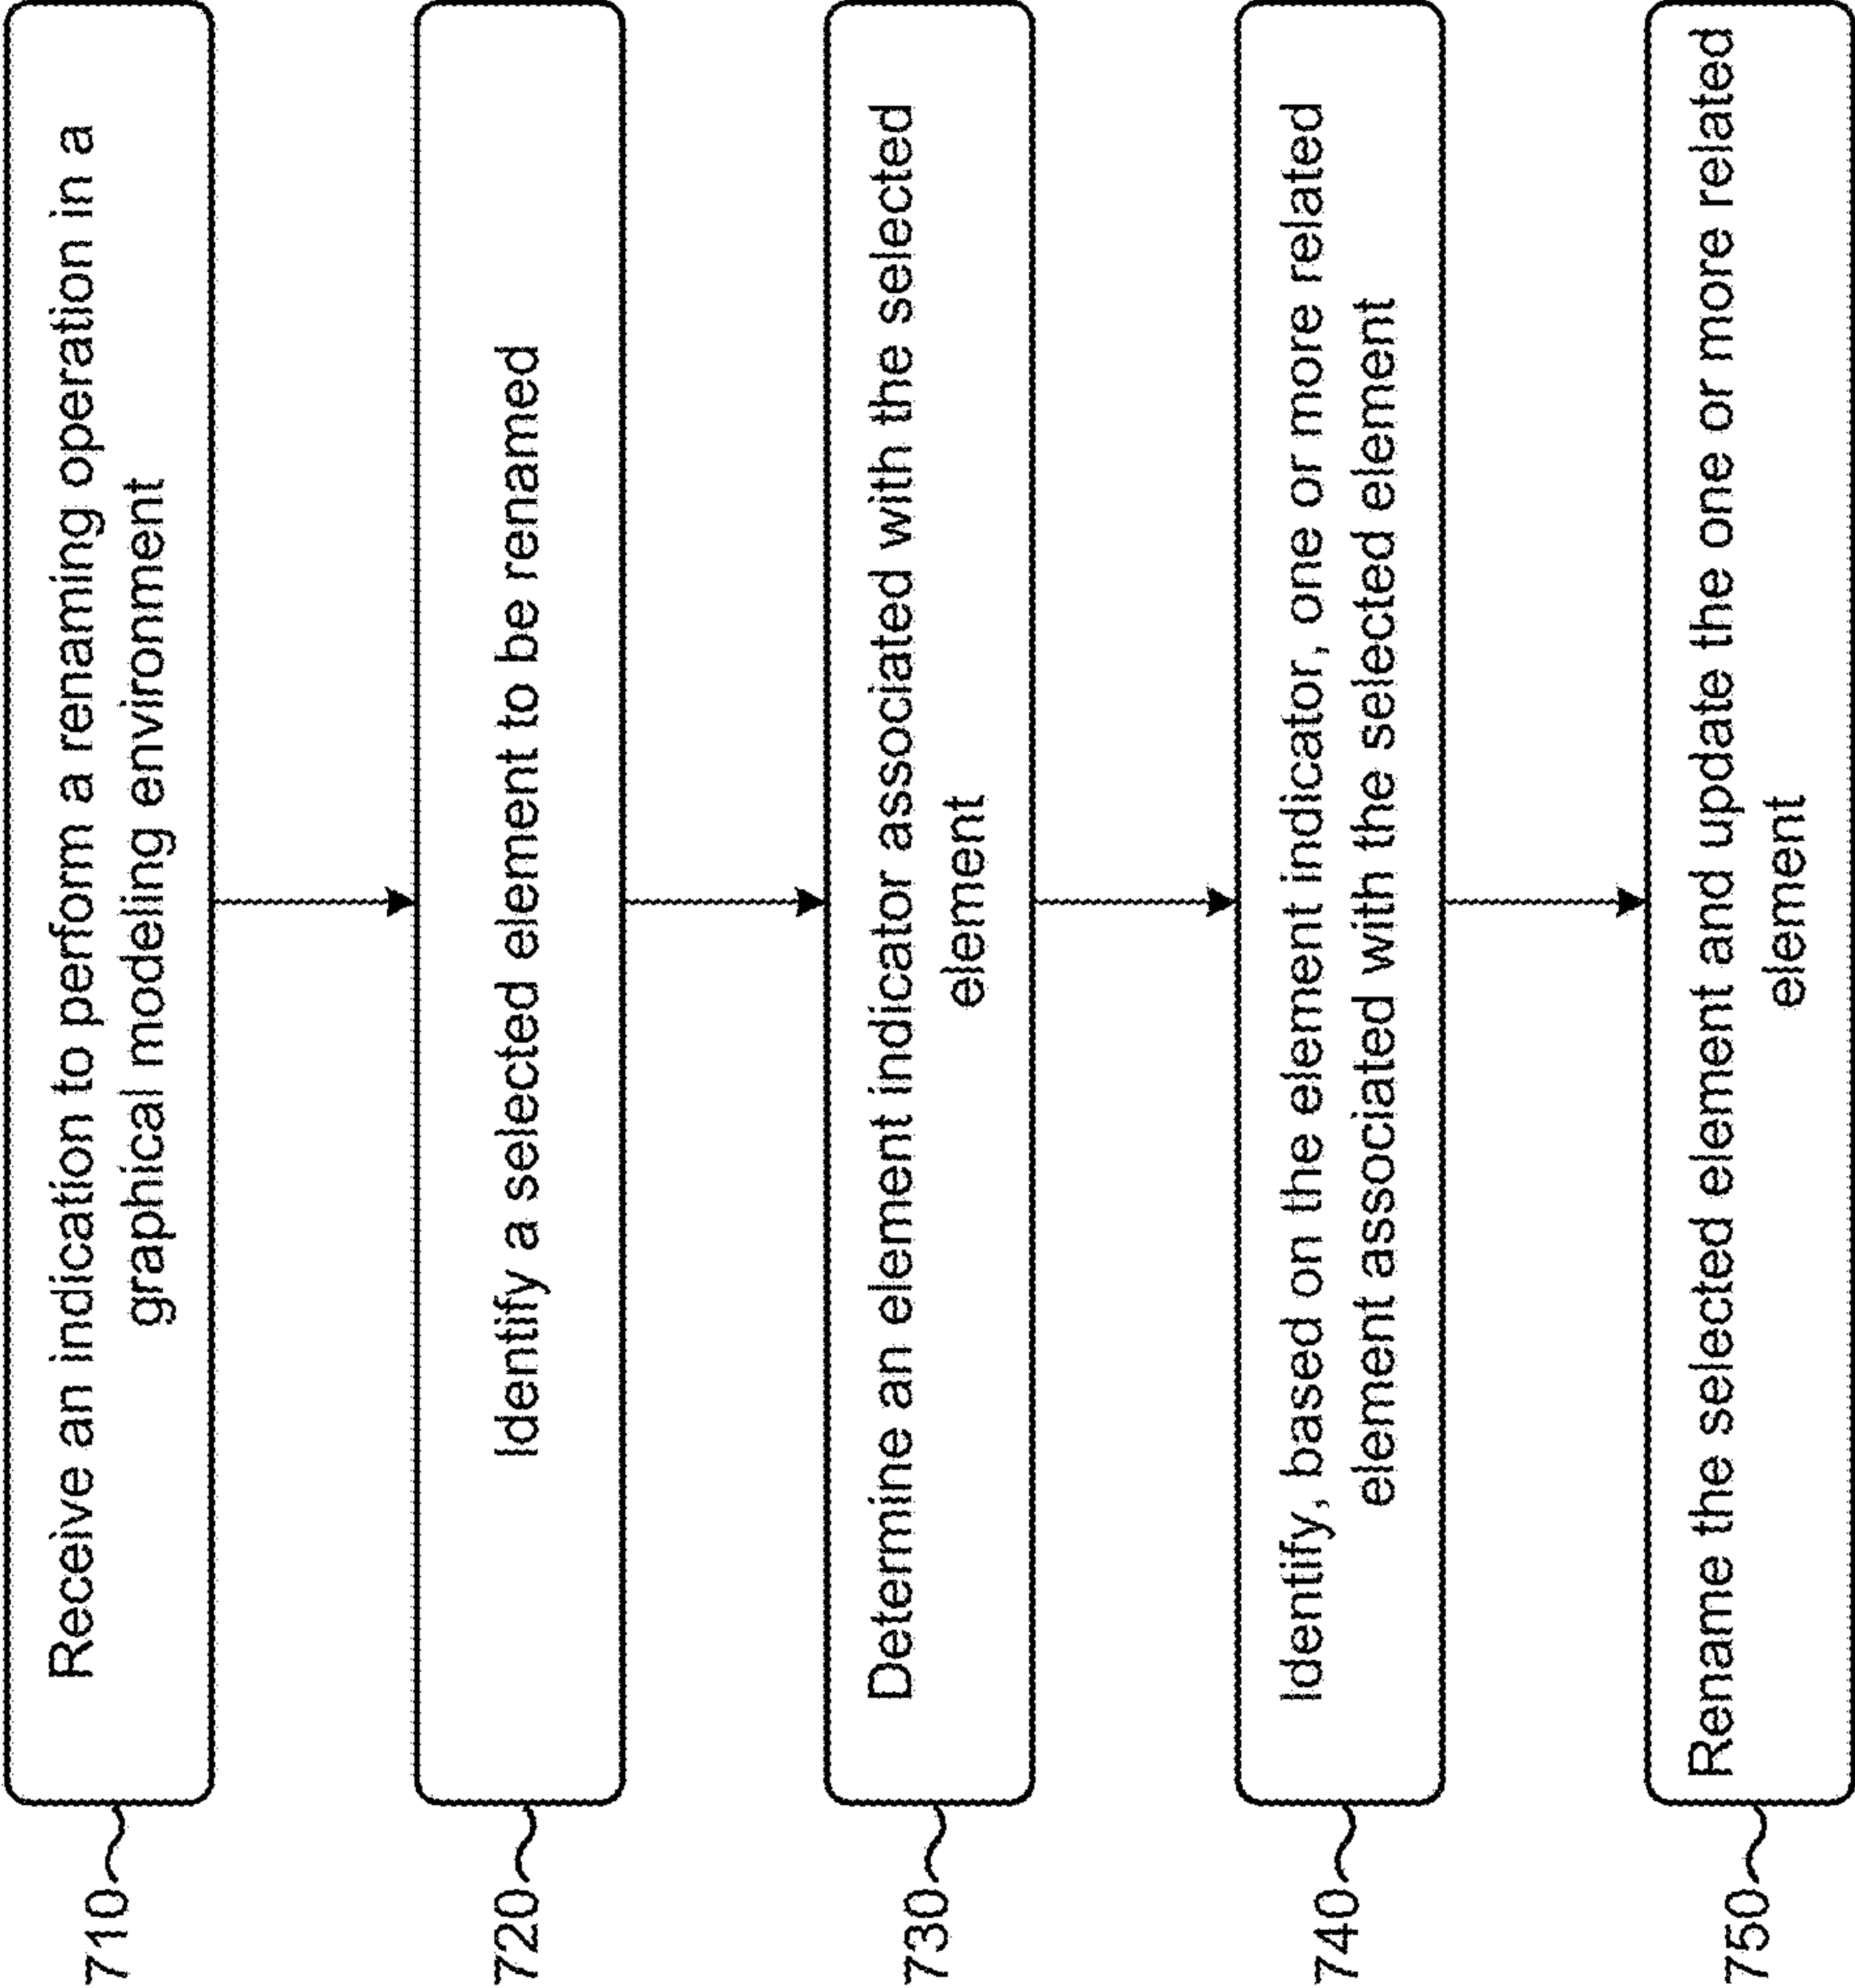 710
Receive an indication to perform a renaming operation in a
graphical modeling environment
720
Identify a selected element to be renamed
730
Determine an element indicator associated with the selected
element
740
Identify, based on the element indicator, one or more related
element associated with the selected element
750
Rename the selected element and update the one or more related
element